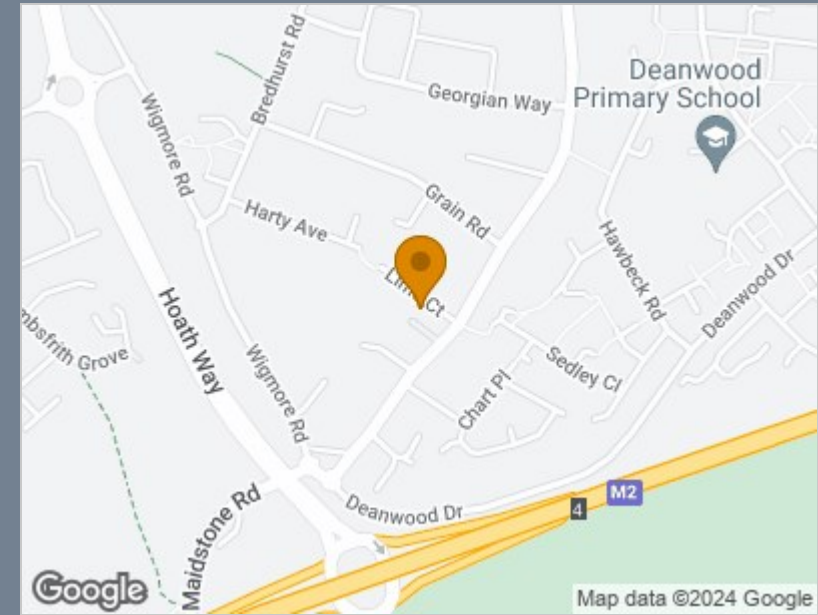 Deanwood
Primary School
Bredhurst Rd
Georgian Way
Wigmore Rd
Grain Rd
Harty Ave
Hawbeck Rd
Deanwood Dr
Hoath Way
Sedley Cl
Chart Pl
Wigmore Rd
Maidstone Rd
Deanwood Dr
M2
4
Google
Map data ©2024 Google